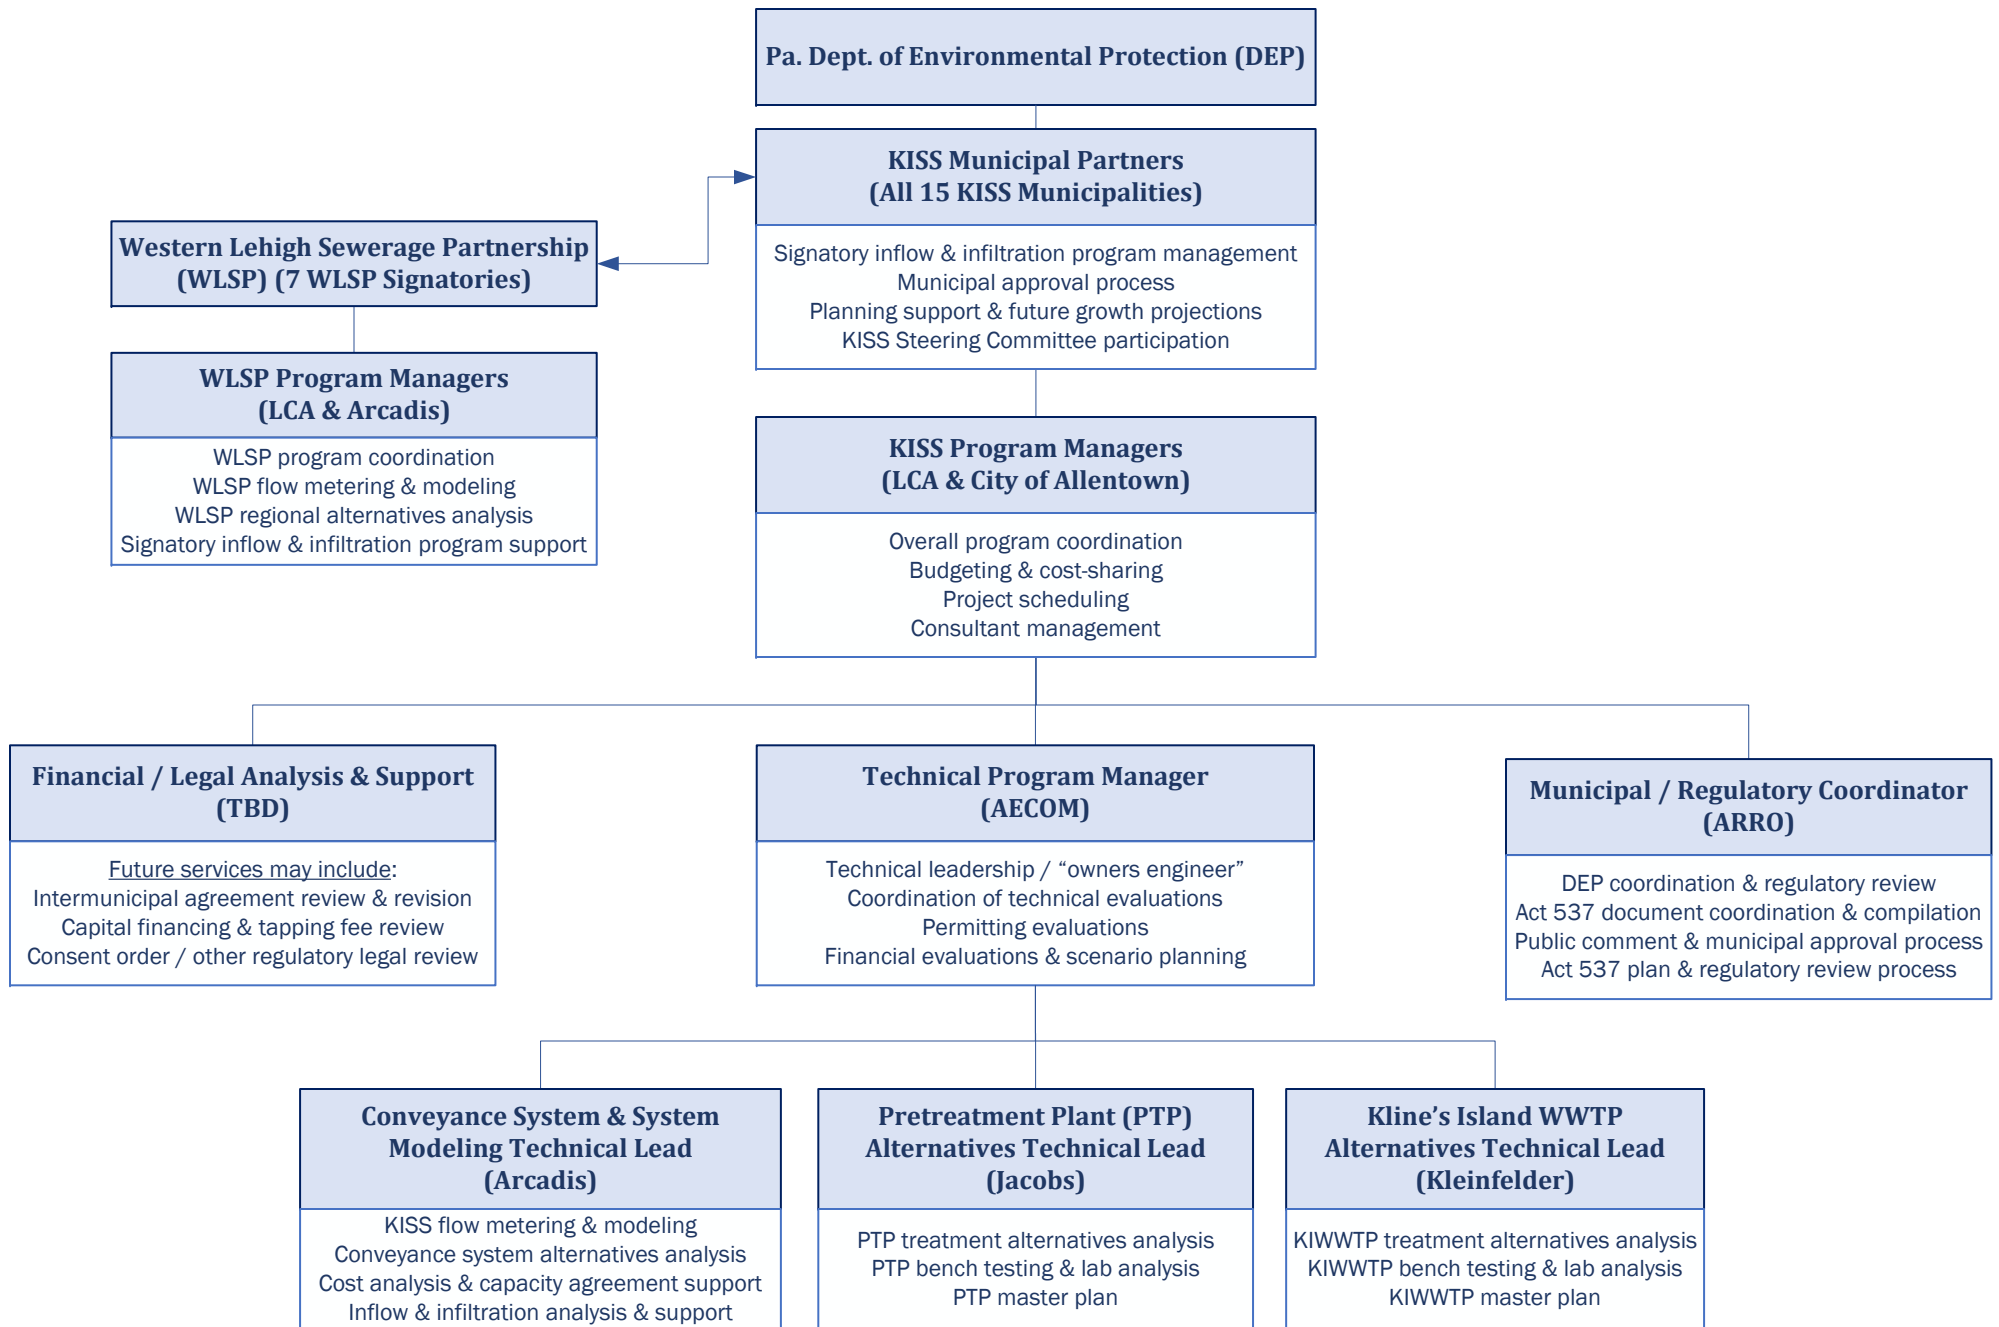 Pa. Dept. of Environmental Protection (DEP)
KISS Municipal Partners
(All 15 KISS Municipalities)
Signatory inflow & infiltration program management
Municipal approval process
Planning support & future growth projections
KISS Steering Committee participation
Western Lehigh Sewerage Partnership
(WLSP) (7 WLSP Signatories)
WLSP Program Managers
(LCA & Arcadis)
WLSP program coordination
WLSP flow metering & modeling
WLSP regional alternatives analysis
Signatory inflow & infiltration program support
KISS Program Managers
(LCA & City of Allentown)
Overall program coordination
Budgeting & cost-sharing
Project scheduling
Consultant management
Financial / Legal Analysis & Support
(TBD)
Future services may include:
Intermunicipal agreement review & revision
Capital financing & tapping fee review
Consent order / other regulatory legal review
Technical Program Manager
(AECOM)
Technical leadership / “owners engineer”
Coordination of technical evaluations
Permitting evaluations
Financial evaluations & scenario planning
Municipal / Regulatory Coordinator
(ARRO)
DEP coordination & regulatory review
Act 537 document coordination & compilation
Public comment & municipal approval process
Act 537 plan & regulatory review process
Conveyance System & System
Modeling Technical Lead
(Arcadis)
KISS flow metering & modeling
Conveyance system alternatives analysis
Cost analysis & capacity agreement support
Inflow & infiltration analysis & support
Pretreatment Plant (PTP)
Alternatives Technical Lead
(Jacobs)
PTP treatment alternatives analysis
PTP bench testing & lab analysis
PTP master plan
Kline’s Island WWTP
Alternatives Technical Lead
(Kleinfelder)
KIWWTP treatment alternatives analysis
KIWWTP bench testing & lab analysis
KIWWTP master plan